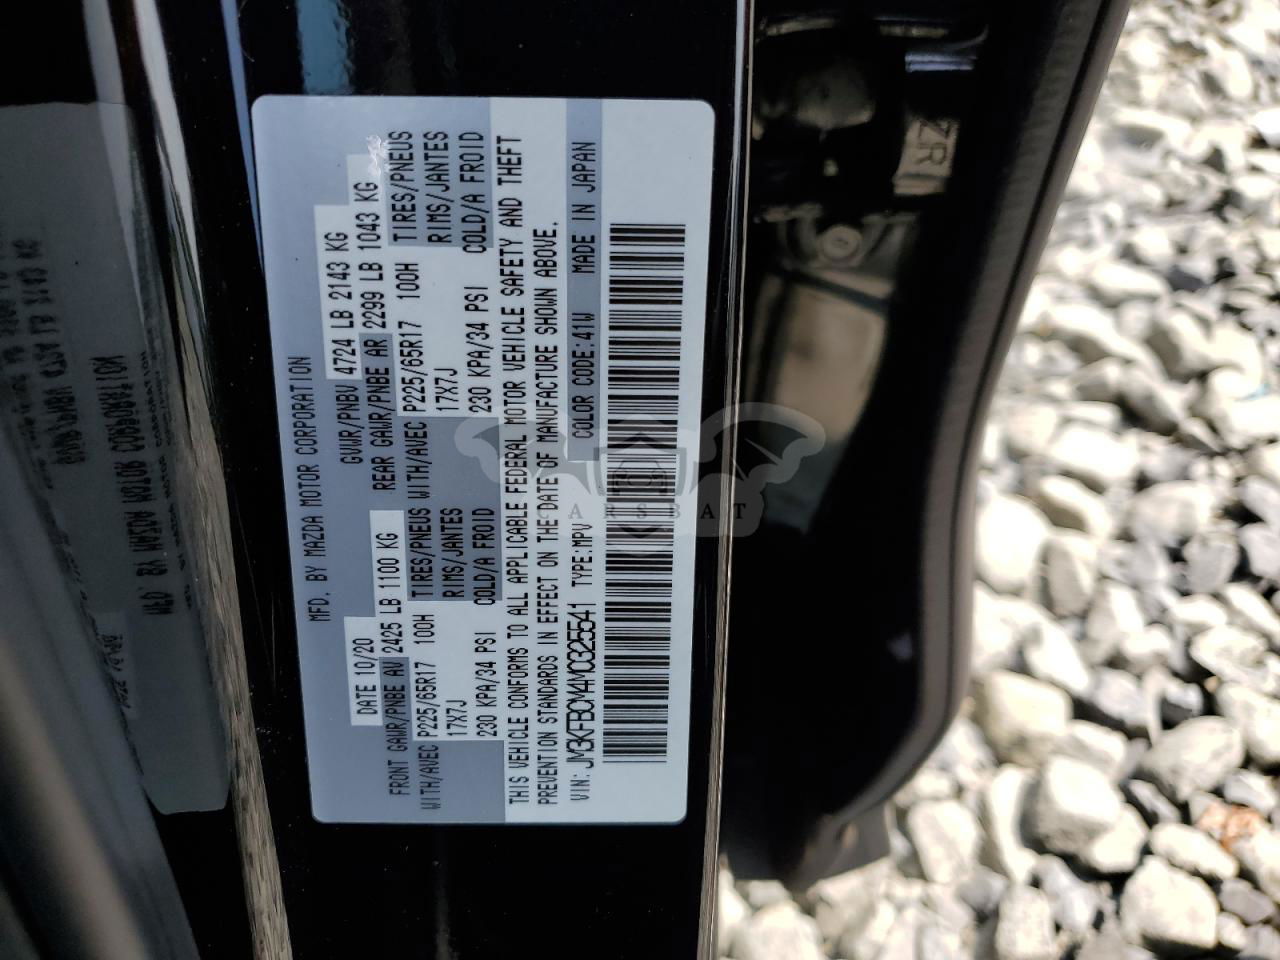 MFD. BY MAZDA MOTOR CORPORATION
DATE 10/20 GVWR/PNBV 4724 LB 2143 KG
FRONT GAWR/PNBE AV 2425 LB 1100 KG REAR GAWR/PNBE AR 2299 LB 1043 KG
WITH/AVEC P225/65R17 100H TIRES/PNEUS WITH/AVEC P225/65R17 100H TIRES/PNEUS
17X7J RIMS/JANTES 17X7J RIMS/JANTES
230 KPA/34 PSI COLD/A FROID 230 KPA/34 PSI COLD/A FROID
THIS VEHICLE CONFORMS TO ALL APPLICABLE FEDERAL MOTOR VEHICLE SAFETY AND THEFT
PREVENTION STANDARDS IN EFFECT ON THE DATE OF MANUFACTURE SHOWN ABOVE.
VIN: JM3KFBCM4M0325541 TYPE:MPV COLOR CODE:41W MADE IN JAPAN
CARSBAT
ZR